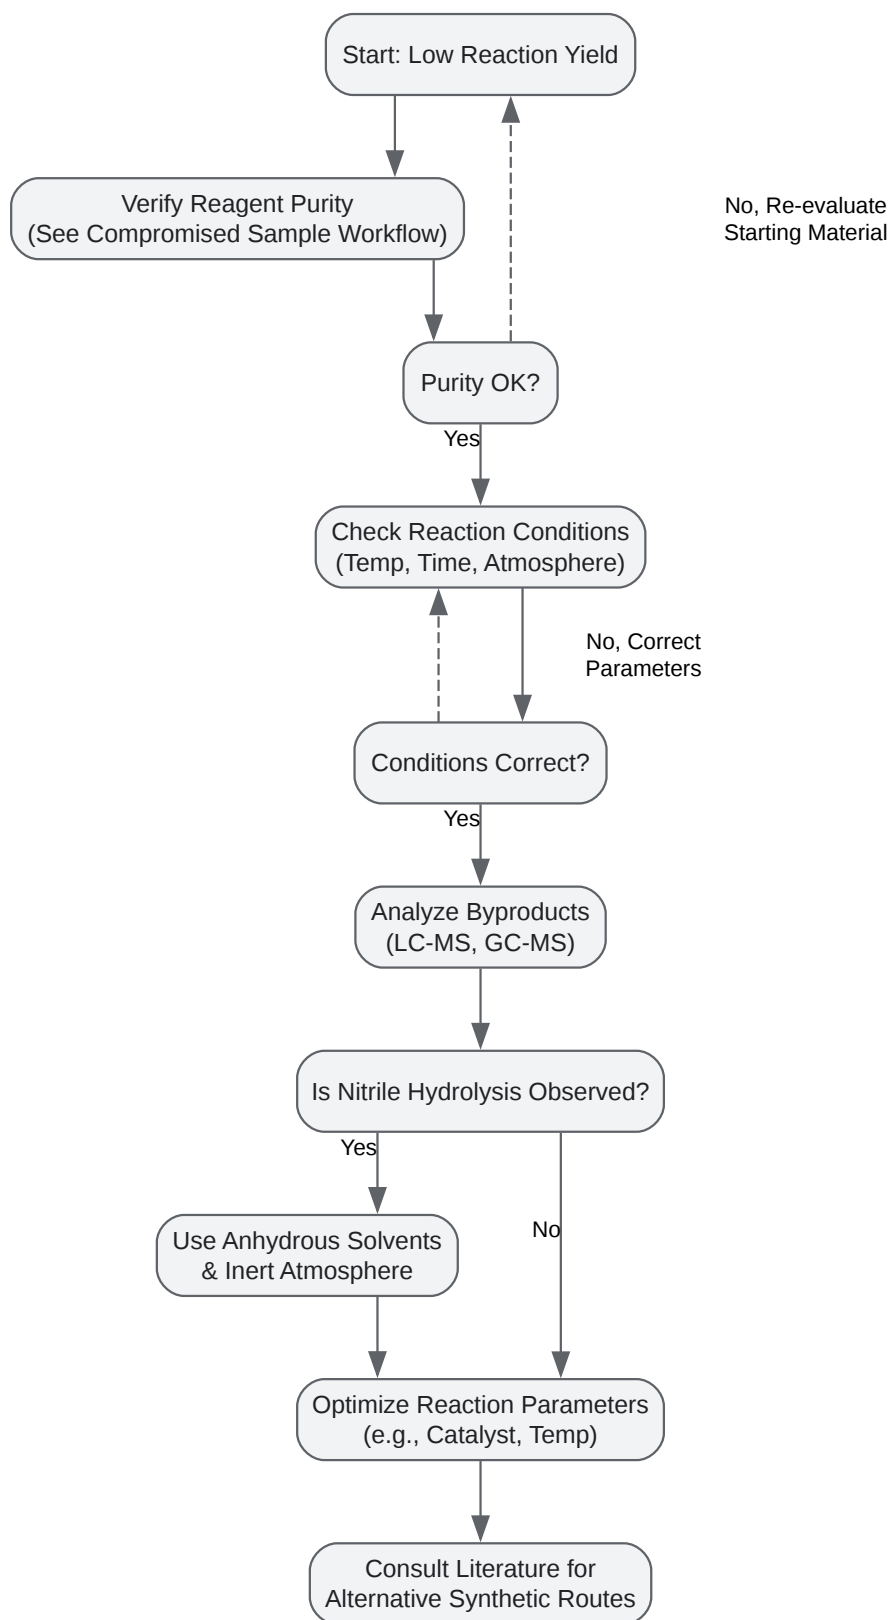 Start: Low Reaction Yield
Verify Reagent Purity
(See Compromised Sample Workflow)
No, Re-evaluate
Starting Material
Purity OK?
Yes
Check Reaction Conditions
(Temp, Time, Atmosphere)
No, Correct
Parameters
Conditions Correct?
Yes
Analyze Byproducts
(LC-MS, GC-MS)
Is Nitrile Hydrolysis Observed?
Yes
Use Anhydrous Solvents
& Inert Atmosphere
No
Optimize Reaction Parameters
(e.g., Catalyst, Temp)
Consult Literature for
Alternative Synthetic Routes